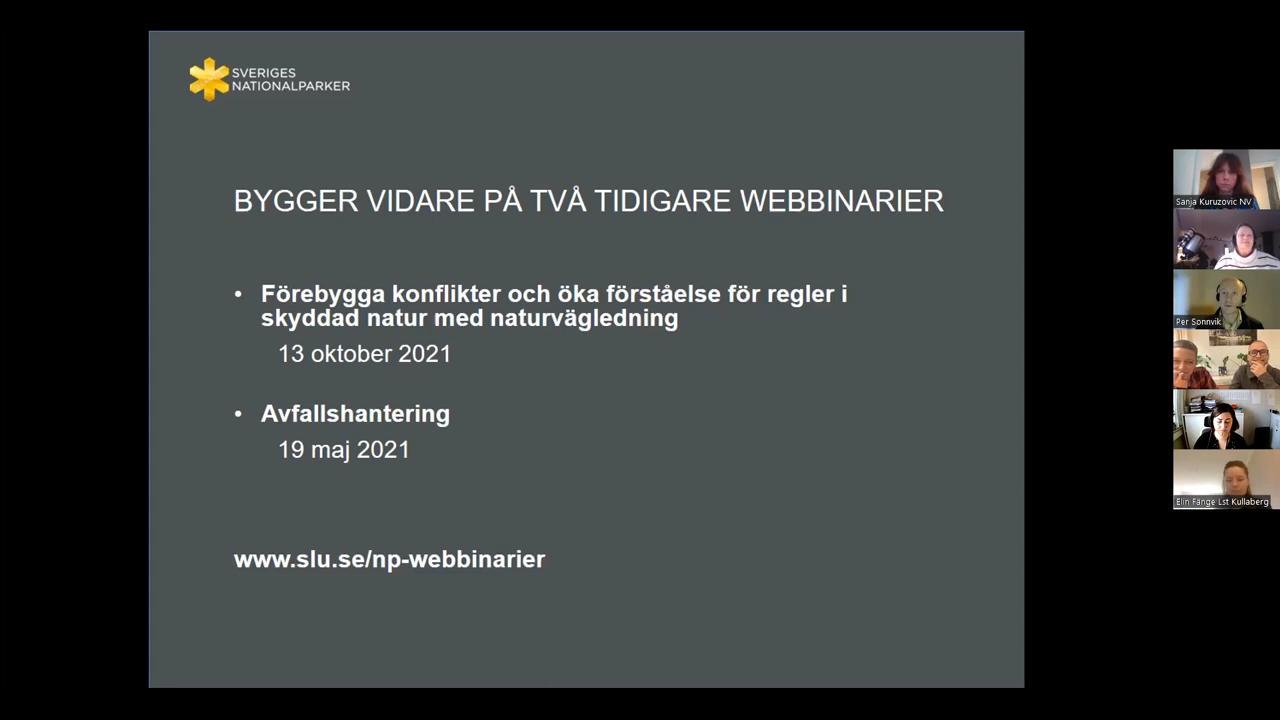 SVERIGES
NATIONALPARKER
BYGGER VIDARE PÅ TVÅ TIDIGARE WEBBINARIER
• Förebygga konflikter och öka förståelse för regler i
skyddad natur med naturvägledning
13 oktober 2021
• Avfallshantering
19 maj 2021
www.slu.se/np-webbinarier
Sanja Kuruzovic NV
Per Sonnvik
Elin Fänge Lst Kullaberg